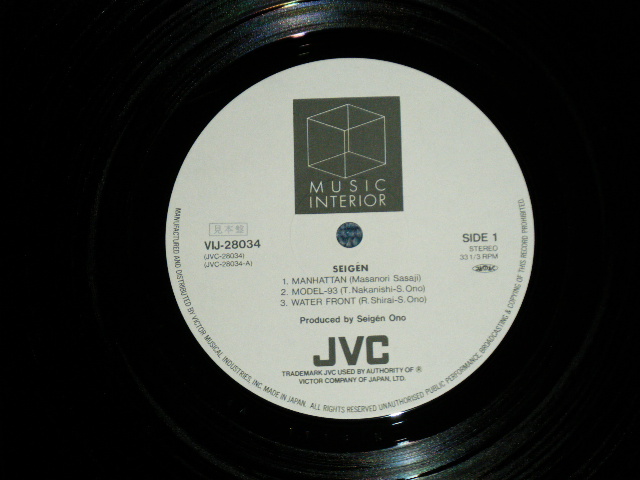 MUSIC
INTERIOR
見本盤
VIJ-28034
(JVC-28034)
(JVC-28034-A)
SIDE 1
STEREO
33 1/3 RPM
SEIGÉN
1. MANHATTAN (Masanori Sasaji)
2. MODEL-93 (T. Nakanishi-S. Ono)
3. WATER FRONT (R. Shirai-S. Ono)
Produced by Seigén Ono
JVC
TRADEMARK JVC USED BY AUTHORITY OF ®
VICTOR COMPANY OF JAPAN, LTD.
MANUFACTURED AND DISTRIBUTED BY VICTOR MUSICAL INDUSTRIES, INC. MADE IN JAPAN. ALL RIGHTS RESERVED UNAUTHORISED PUBLIC PERFORMANCE, BROADCASTING & COPYING OF THIS RECORD PROHIBITED.